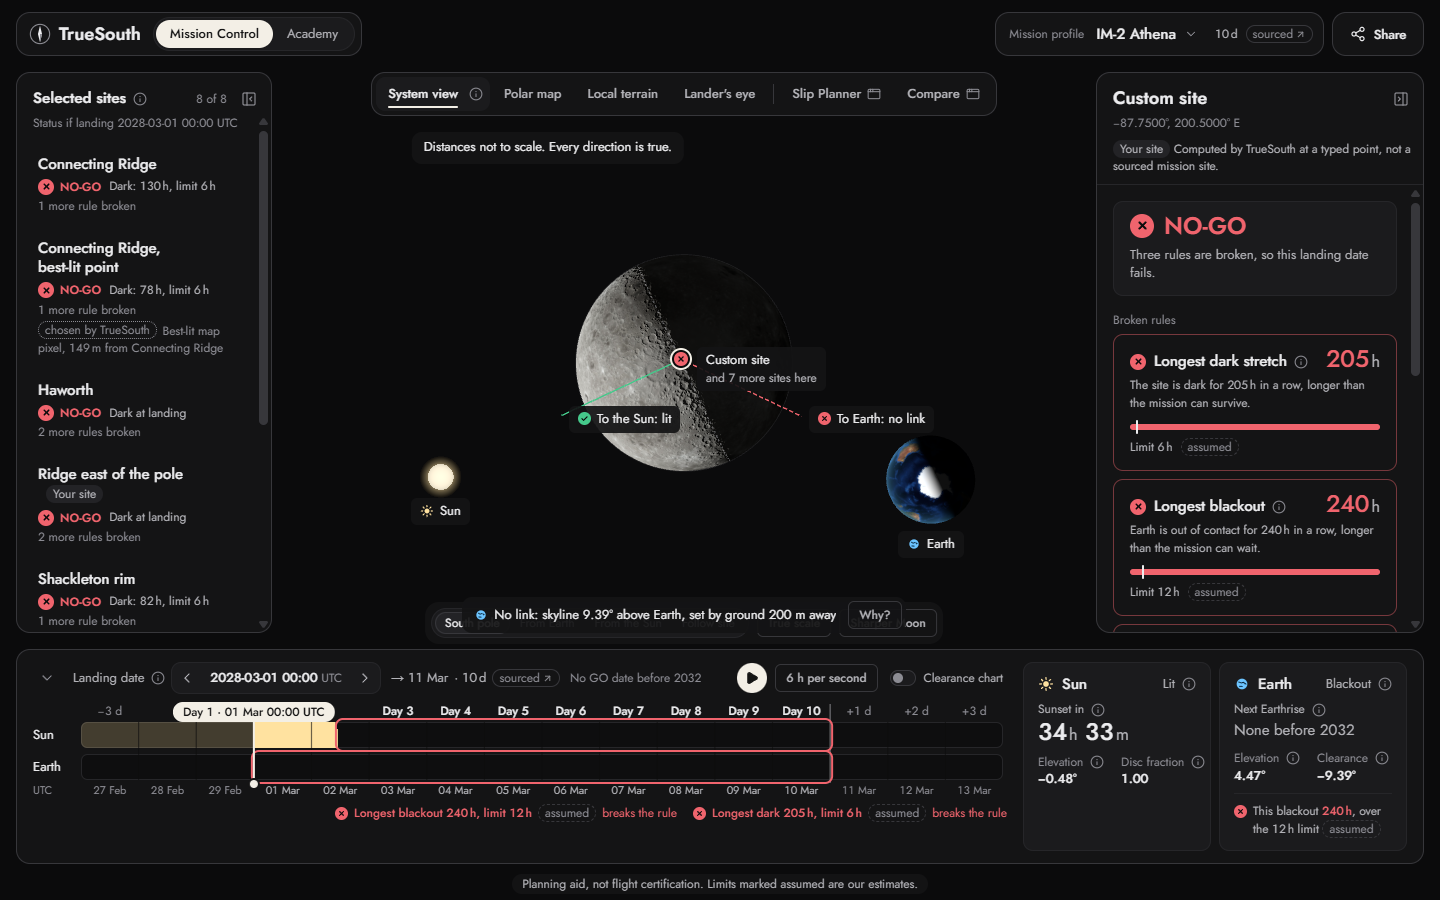 TrueSouth
Mission Control
Academy
Mission profile IM-2 Athena 10 d sourced ↗
Share
Selected sites 8 of 8
Status if landing 2028-03-01 00:00 UTC
Connecting Ridge
NO-GO Dark: 130 h, limit 6 h
1 more rule broken
Connecting Ridge,
best-lit point
NO-GO Dark: 78 h, limit 6 h
1 more rule broken
chosen by TrueSouth Best-lit map
pixel, 149 m from Connecting Ridge
Haworth
NO-GO Dark at landing
2 more rules broken
Ridge east of the pole
Your site
NO-GO Dark at landing
2 more rules broken
Shackleton rim
NO-GO Dark: 82 h, limit 6 h
1 more rule broken
System view Polar map Local terrain Lander's eye Slip Planner Compare
Distances not to scale. Every direction is true.
Custom site
and 7 more sites here
To the Sun: lit
To Earth: no link
Sun
Earth
No link: skyline 9.39° above Earth, set by ground 200 m away Why?
Sou
oon
Custom site
−87.7500°, 200.5000° E
Your site Computed by TrueSouth at a typed point, not a
sourced mission site.
NO-GO
Three rules are broken, so this landing date
fails.
Broken rules
Longest dark stretch 205 h
The site is dark for 205 h in a row, longer than
the mission can survive.
Limit 6 h assumed
Longest blackout 240 h
Earth is out of contact for 240 h in a row, longer
than the mission can wait.
Limit 12 h assumed
Landing date 2028-03-01 00:00 UTC → 11 Mar · 10 d sourced ↗ No GO date before 2032
6 h per second Clearance chart
−3 d Day 1 · 01 Mar 00:00 UTC Day 3 Day 4 Day 5 Day 6 Day 7 Day 8 Day 9 Day 10 +1 d +2 d +3 d
Sun
Earth
UTC 27 Feb 28 Feb 29 Feb 01 Mar 02 Mar 03 Mar 04 Mar 05 Mar 06 Mar 07 Mar 08 Mar 09 Mar 10 Mar 11 Mar 12 Mar 13 Mar
Longest blackout 240 h, limit 12 h assumed breaks the rule Longest dark 205 h, limit 6 h assumed breaks the rule
Sun Lit
Sunset in
34 h 33 m
Elevation Disc fraction
−0.48° 1.00
Earth Blackout
Next Earthrise
None before 2032
Elevation Clearance
4.47° −9.39°
This blackout 240 h, over
the 12 h limit assumed
Planning aid, not flight certification. Limits marked assumed are our estimates.